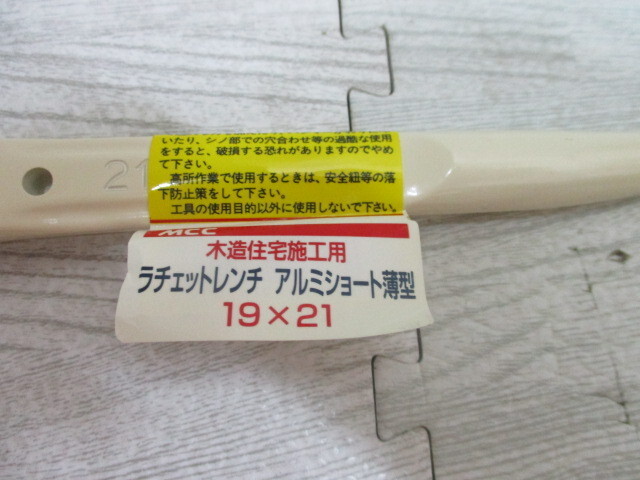 いたり、シノ部での穴合わせ等の過酷な使用
をすると、破損する恐れがありますのでやめ
て下さい。
高所作業で使用するときは、安全紐等の落
下防止策をして下さい。
工具の使用目的以外に使用しないで下さい。
21
MCC
木造住宅施工用
ラチェットレンチ アルミショート薄型
19×21